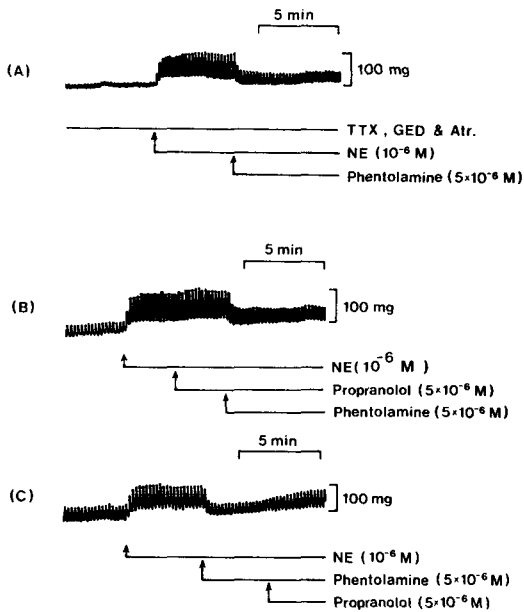 5 min
(A)
100 mg
TTX, GED & Atr.
NE (10⁻⁶ M)
Phentolamine (5×10⁻⁶ M)
5 min
(B)
100 mg
NE(10⁻⁶ M)
Propranolol (5×10⁻⁶ M)
Phentolamine (5×10⁻⁶ M)
5 min
(C)
100 mg
NE (10⁻⁶ M)
Phentolamine (5×10⁻⁶ M)
Propranolol (5×10⁻⁶ M)